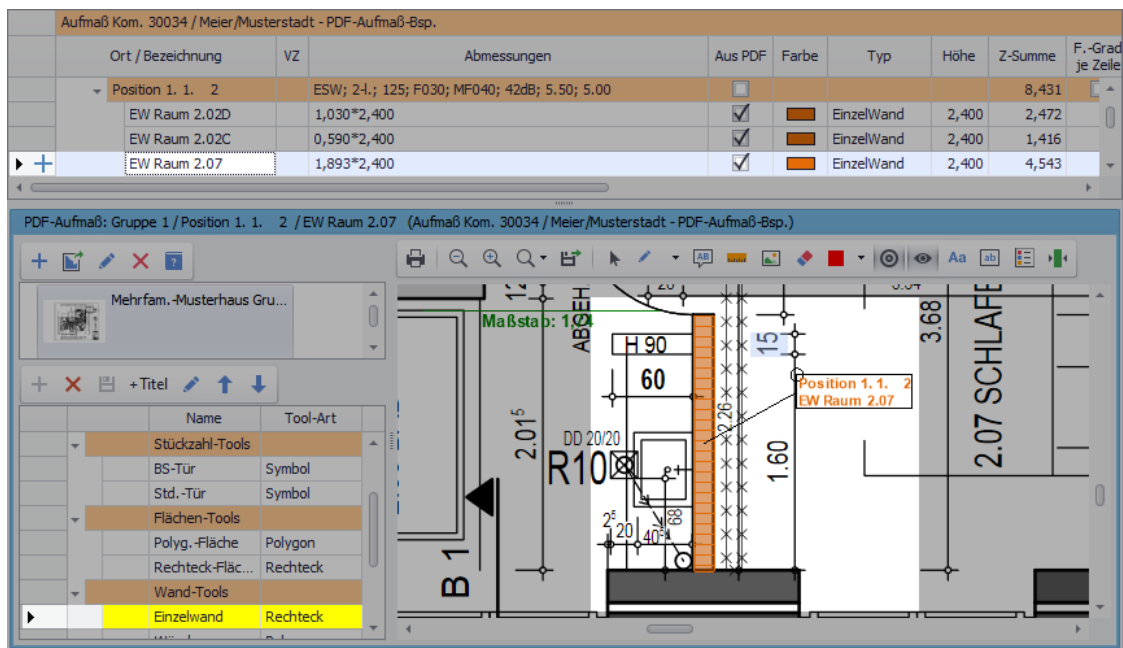 Aufmaß Kom. 30034 / Meier/Musterstadt - PDF-Aufmaß-Bsp.
Ort / Bezeichnung VZ Abmessungen Aus PDF Farbe Typ Höhe Z-Summe F.-Grad je Zeile
Position 1. 1. 2 ESW; 2-l.; 125; F030; MF040; 42dB; 5.50; 5.00 8,431
EW Raum 2.02D 1,030*2,400 EinzelWand 2,400 2,472
EW Raum 2.02C 0,590*2,400 EinzelWand 2,400 1,416
EW Raum 2.07 1,893*2,400 EinzelWand 2,400 4,543
PDF-Aufmaß: Gruppe 1 / Position 1. 1. 2 / EW Raum 2.07 (Aufmaß Kom. 30034 / Meier/Musterstadt - PDF-Aufmaß-Bsp.)
AB Aa ab
Mehrfam.-Musterhaus Gru...
+Titel
Name Tool-Art
Stückzahl-Tools
BS-Tür Symbol
Std.-Tür Symbol
Flächen-Tools
Polyg.-Fläche Polygon
Rechteck-Fläc... Rechteck
Wand-Tools
Einzelwand Rechteck
Maßstab:
ABGEH
H 90
60
15
3.68
2.07 SCHLAFE
Position 1. 1. 2
EW Raum 2.07
2.26
2.01⁵
DD 20/20
R10
1.60
2⁵
20
40⁵
68
B 1